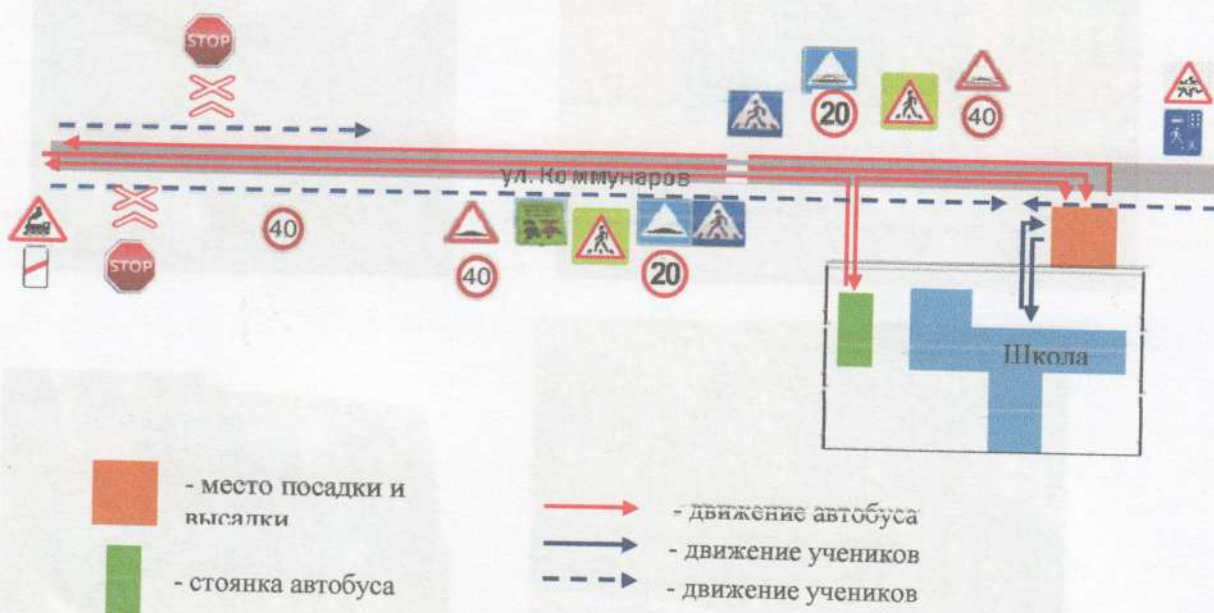 STOP
20
40
ул. Коммунаров
40
40
20
STOP
Школа
- место посадки и
высадки
- стоянка автобуса
- движение автобуса
- движение учеников
- движение учеников